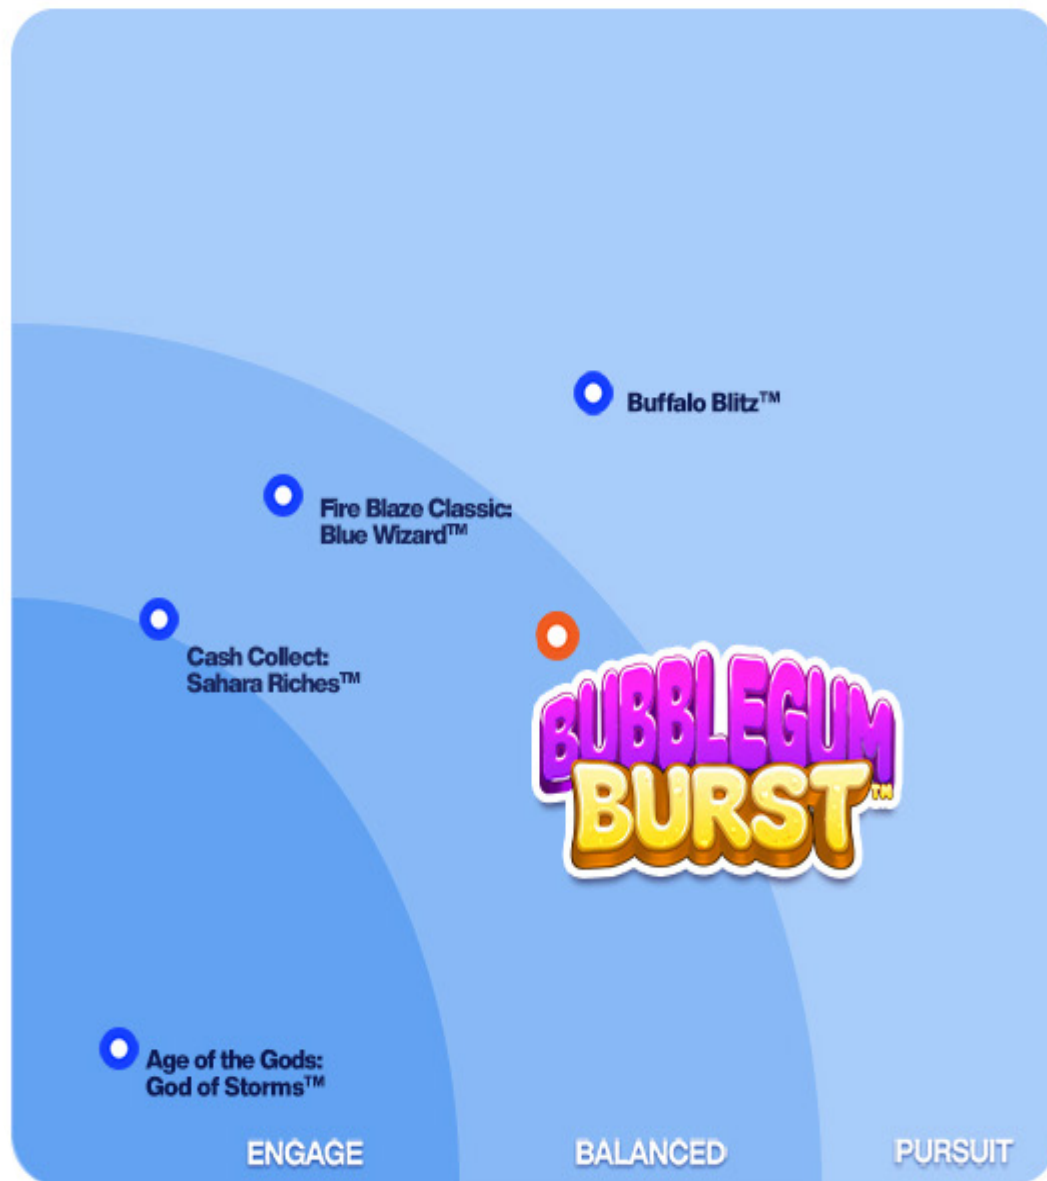 Buffalo Blitz™
Fire Blaze Classic:
Blue Wizard™
Cash Collect:
Sahara Riches™
BUBBLEGUM
BURST™
Age of the Gods:
God of Storms™
ENGAGE
BALANCED
PURSUIT